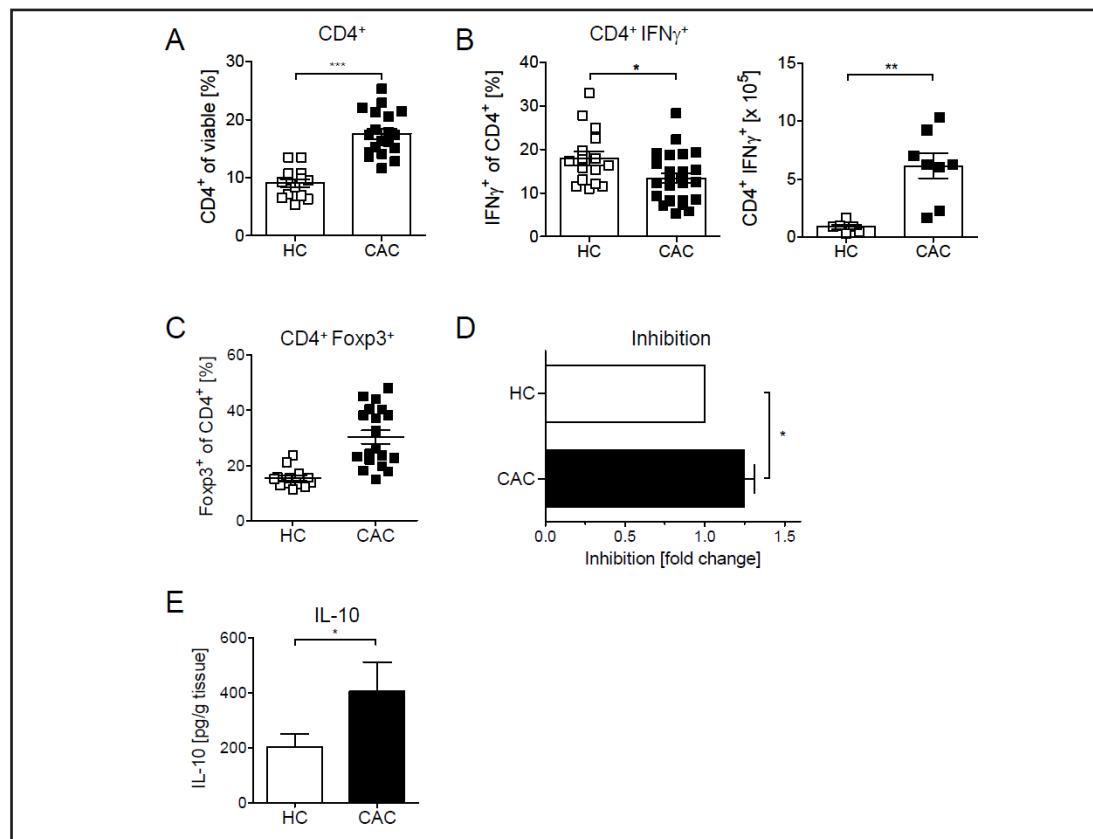 A
CD4⁺
CD4⁺ of viable [%]
30
20
10
0
***
HC
CAC
B
CD4⁺ IFNγ⁺
IFNγ⁺ of CD4⁺ [%]
40
30
20
10
0
*
HC
CAC
CD4⁺ IFNγ⁺ [x 10⁵]
15
10
5
0
**
HC
CAC
C
CD4⁺ Foxp3⁺
Foxp3⁺ of CD4⁺ [%]
60
40
20
0
HC
CAC
D
Inhibition
HC
CAC
*
0.0
0.5
1.0
1.5
Inhibition [fold change]
E
IL-10
IL-10 [pg/g tissue]
600
400
200
0
*
HC
CAC